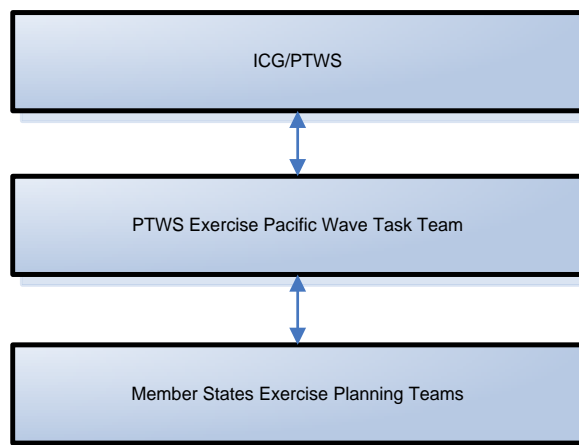 ICG/PTWS
PTWS Exercise Pacific Wave Task Team
Member States Exercise Planning Teams